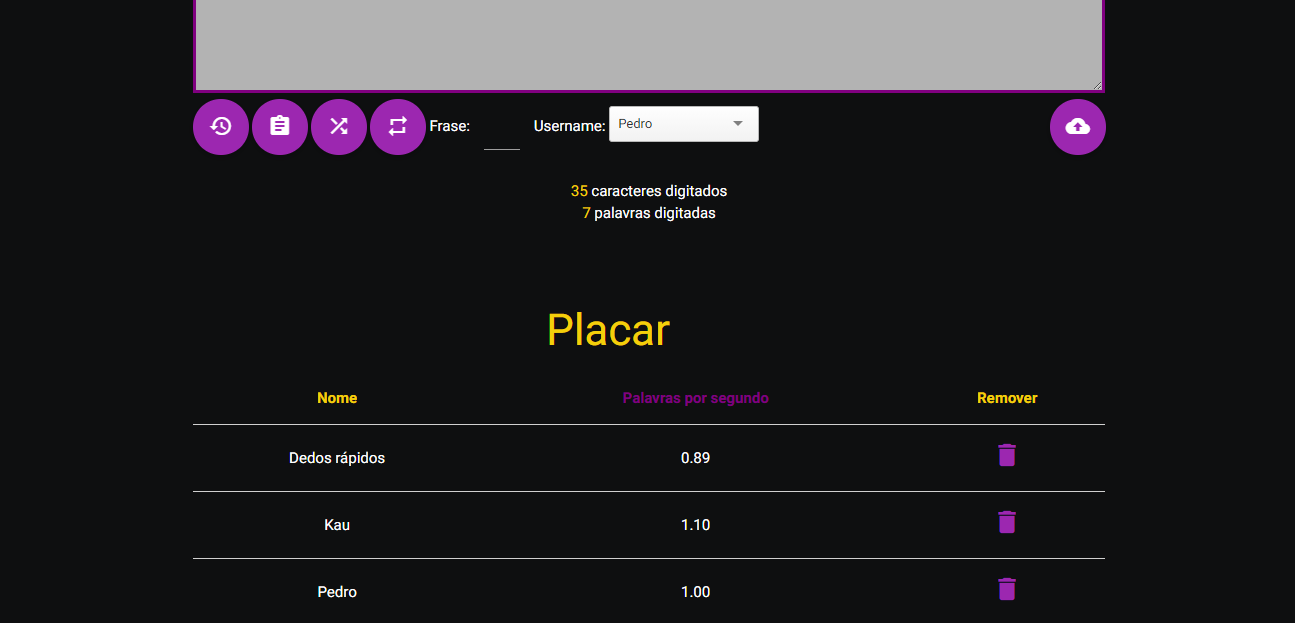 Frase: Username: Pedro
35 caracteres digitados
7 palavras digitadas
Placar
Nome Palavras por segundo Remover
Dedos rápidos 0.89
Kau 1.10
Pedro 1.00